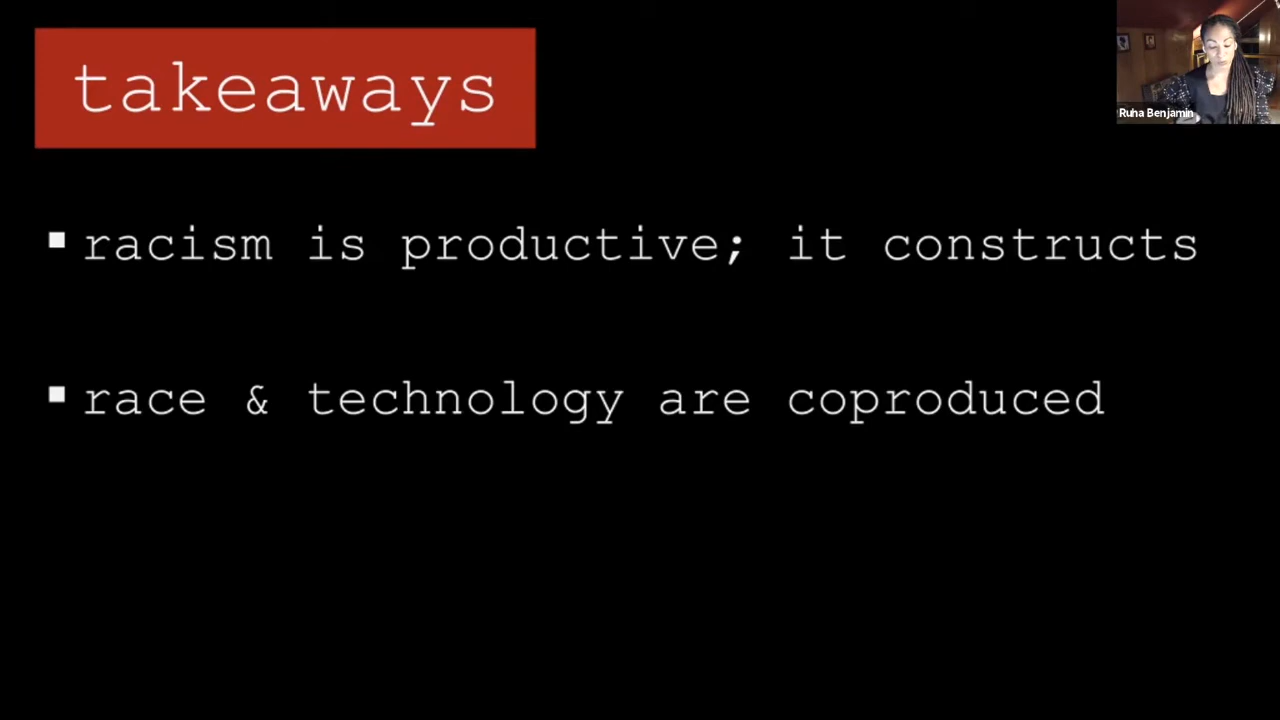 takeaways
Ruha Benjamin
racism is productive; it constructs
race & technology are coproduced